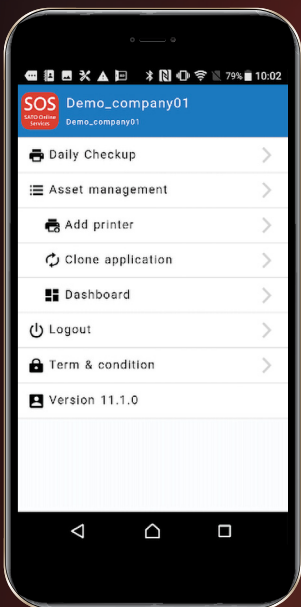 79% 10:02
SOS
SATO Online
Services
Demo_company01
Demo_company01
Daily Checkup
Asset management
Add printer
Clone application
Dashboard
Logout
Term & condition
Version 11.1.0